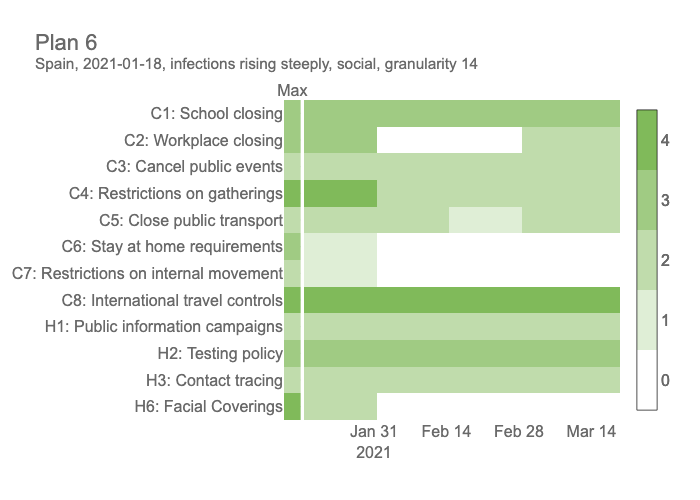 Plan 6
Spain, 2021-01-18, infections rising steeply, social, granularity 14
Max
C1: School closing
C2: Workplace closing
C3: Cancel public events
C4: Restrictions on gatherings
C5: Close public transport
C6: Stay at home requirements
C7: Restrictions on internal movement
C8: International travel controls
H1: Public information campaigns
H2: Testing policy
H3: Contact tracing
H6: Facial Coverings
4
3
2
1
0
Jan 31 Feb 14 Feb 28 Mar 14
2021